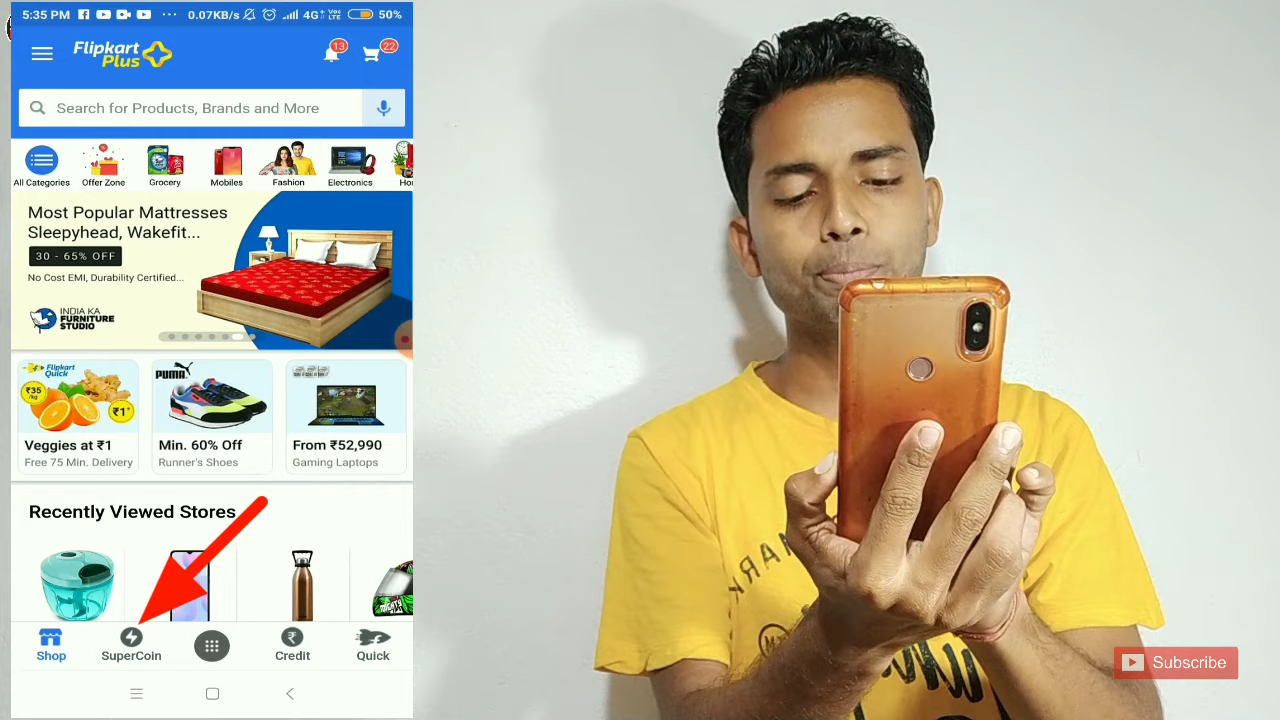 5:35 PM ... 0.07KB/s 4G+ VoLTE 50%
Flipkart
Plus
13
22
Search for Products, Brands and More
All Categories
Offer Zone
Grocery
Mobiles
Fashion
Electronics
Hor
Most Popular Mattresses
Sleepyhead, Wakefit...
30 - 65% OFF
No Cost EMI, Durability Certified...
INDIA KA
FURNITURE
STUDIO
Flipkart
Quick
₹35
/kg
₹1*
Veggies at ₹1
Free 75 Min. Delivery
PUMA
Min. 60% Off
Runner's Shoes
From ₹52,990
Gaming Laptops
Recently Viewed Stores
Shop
SuperCoin
₹
Credit
Quick
Subscribe